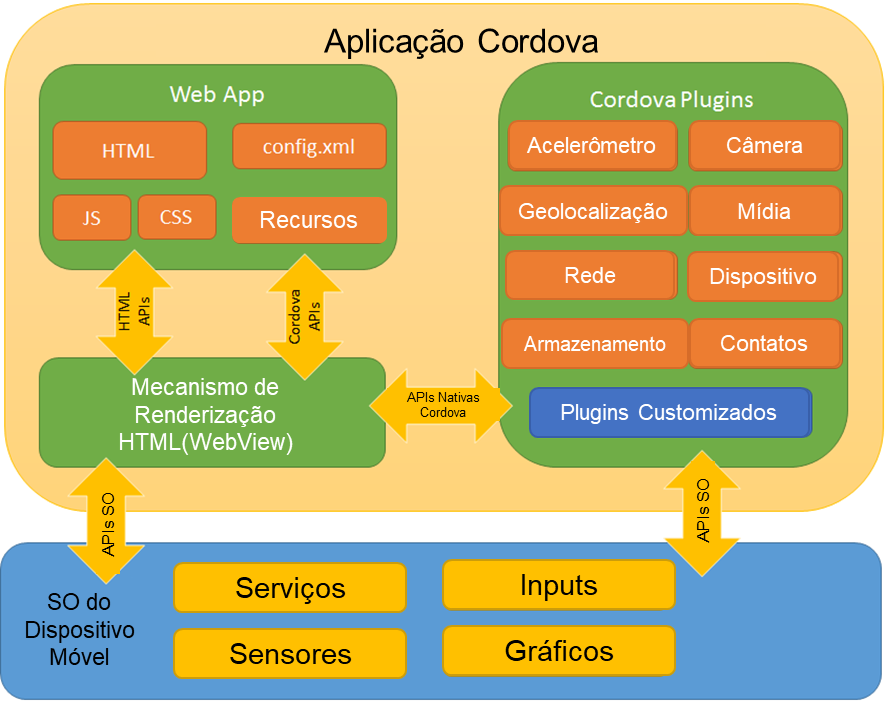 Aplicação Cordova
Web App
HTML
config.xml
JS
CSS
Recursos
Cordova Plugins
Acelerômetro
Câmera
Geolocalização
Mídia
Rede
Dispositivo
Armazenamento
Contatos
Plugins Customizados
HTML
APIs
Cordova
APIs
Mecanismo de
Renderização
HTML(WebView)
APIs Nativas
Cordova
APIs SO
APIs SO
SO do
Dispositivo
Móvel
Serviços
Inputs
Sensores
Gráficos